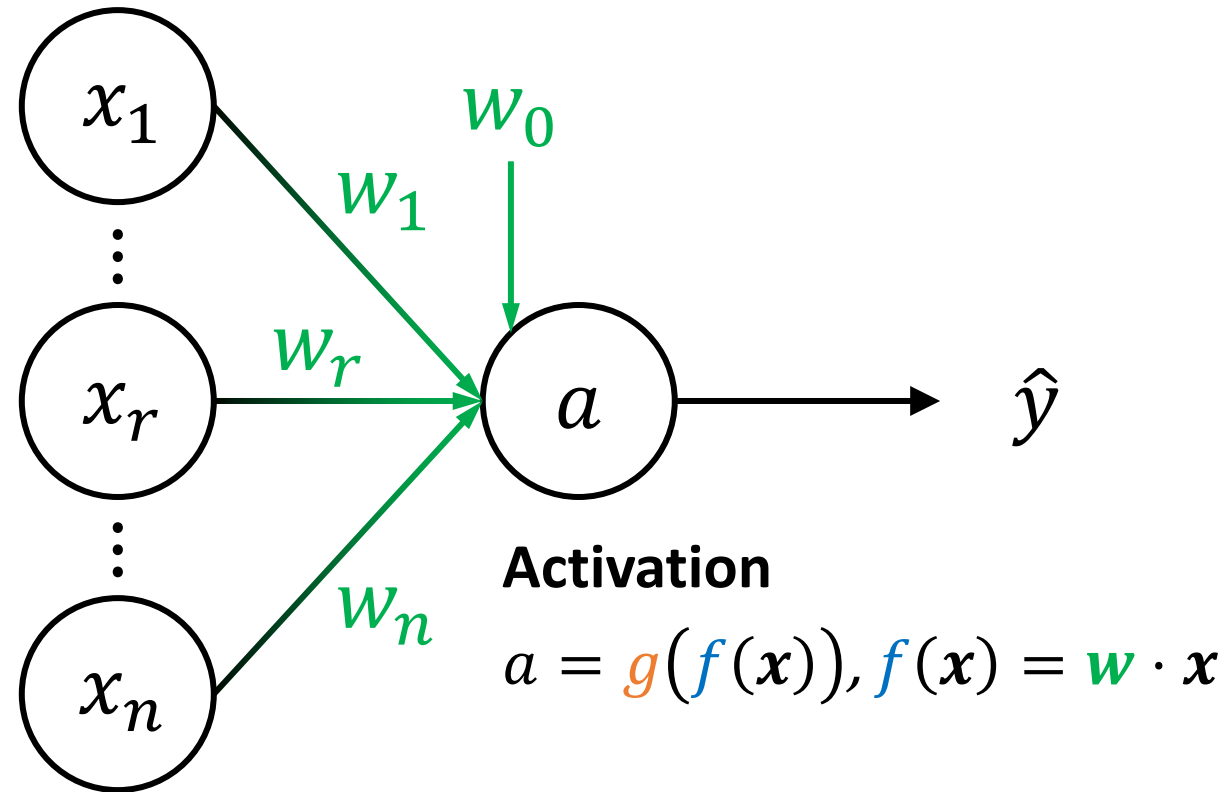 x₁
w₀
w₁
⋮
wᵣ
xᵣ
a
ŷ
⋮
Activation
wₙ
a = g(f(x)), f(x) = w · x
xₙ